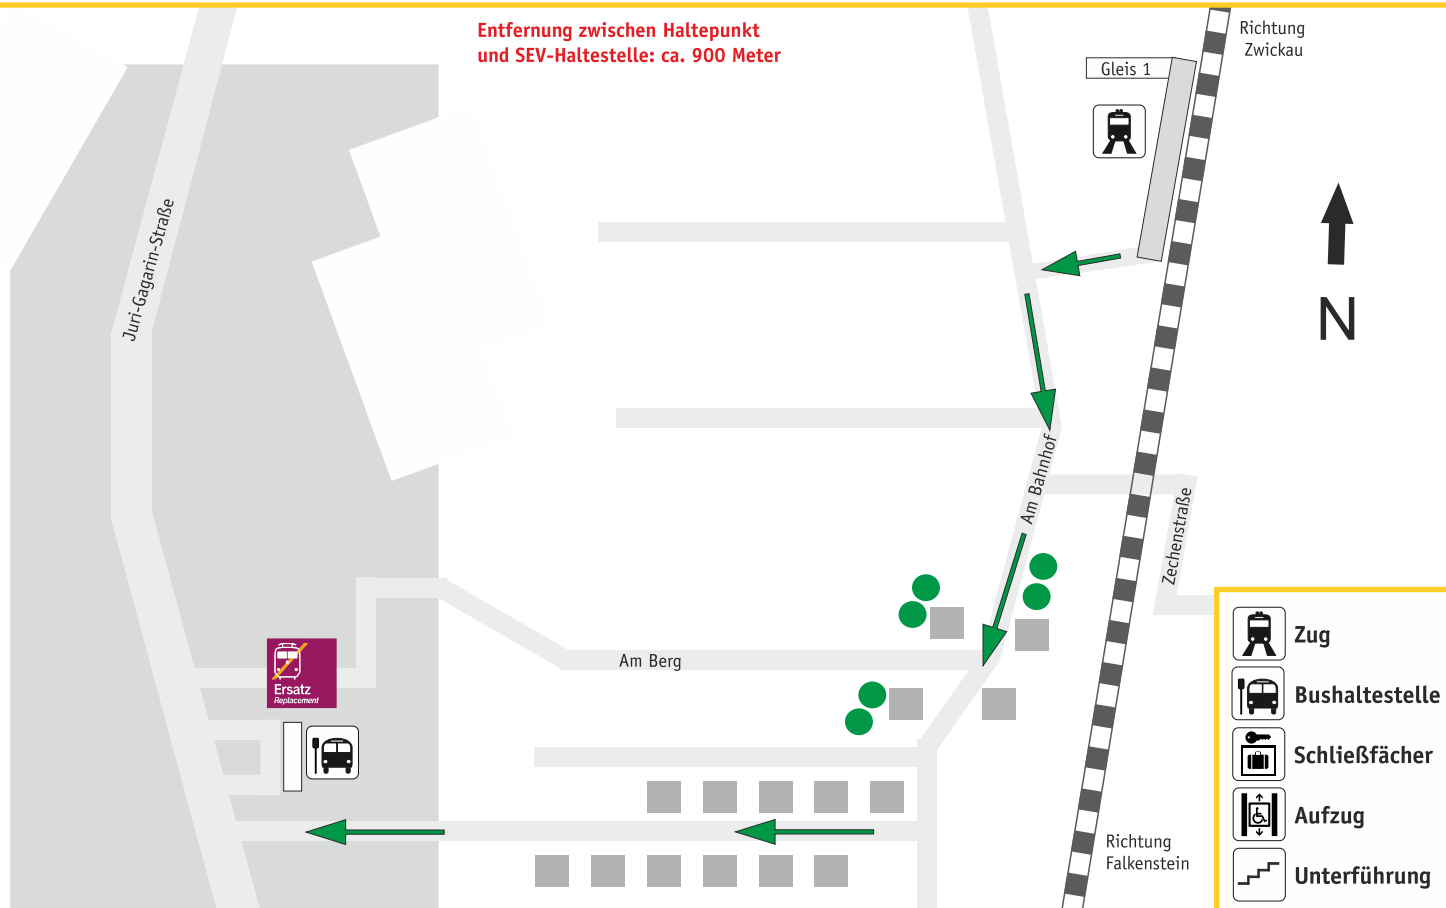 Entfernung zwischen Haltepunkt
und SEV-Haltestelle: ca. 900 Meter
Richtung
Zwickau
Gleis 1
Juri-Gagarin-Straße
N
Am Bahnhof
Zechenstraße
Am Berg
Ersatz
Replacement
Richtung
Falkenstein
Zug
Bushaltestelle
Schließfächer
Aufzug
Unterführung